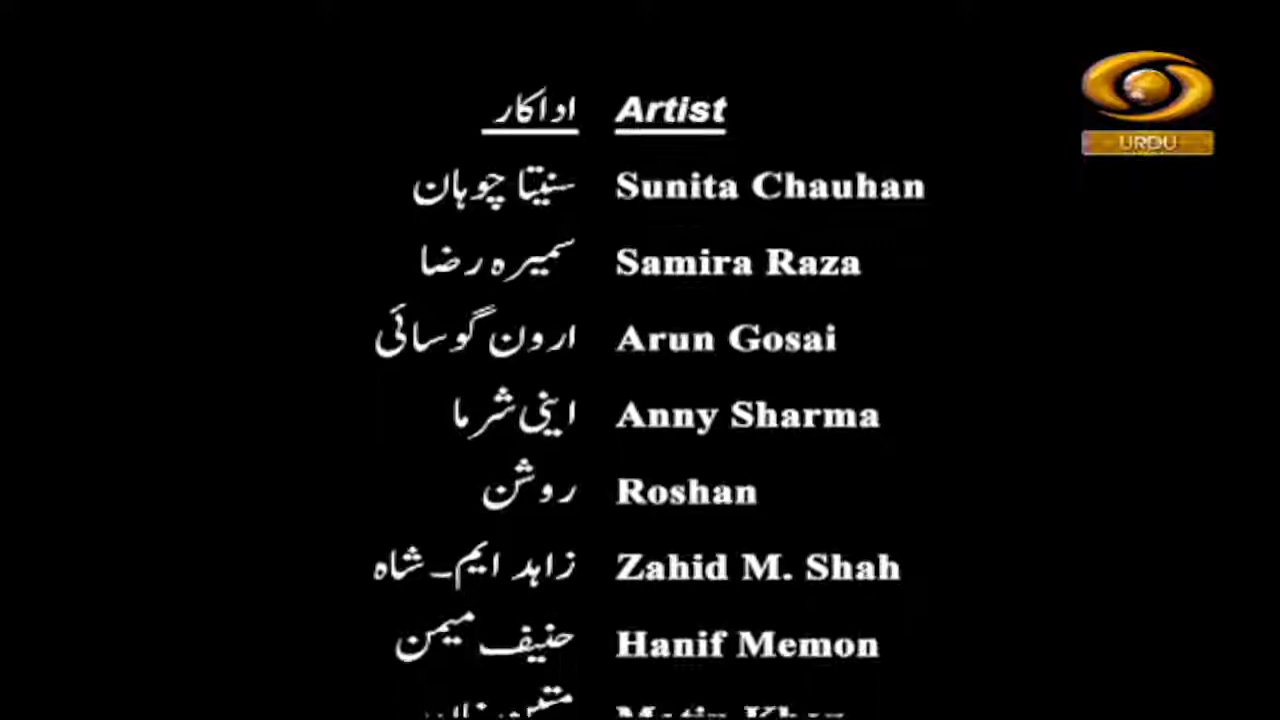 اداکار Artist
سنیتا چوہان Sunita Chauhan
سمیرہ رضا Samira Raza
ارون گوسائی Arun Gosai
اینی شرما Anny Sharma
روشن Roshan
زاہد ایم۔ شاہ Zahid M. Shah
حنیف میمن Hanif Memon
URDU